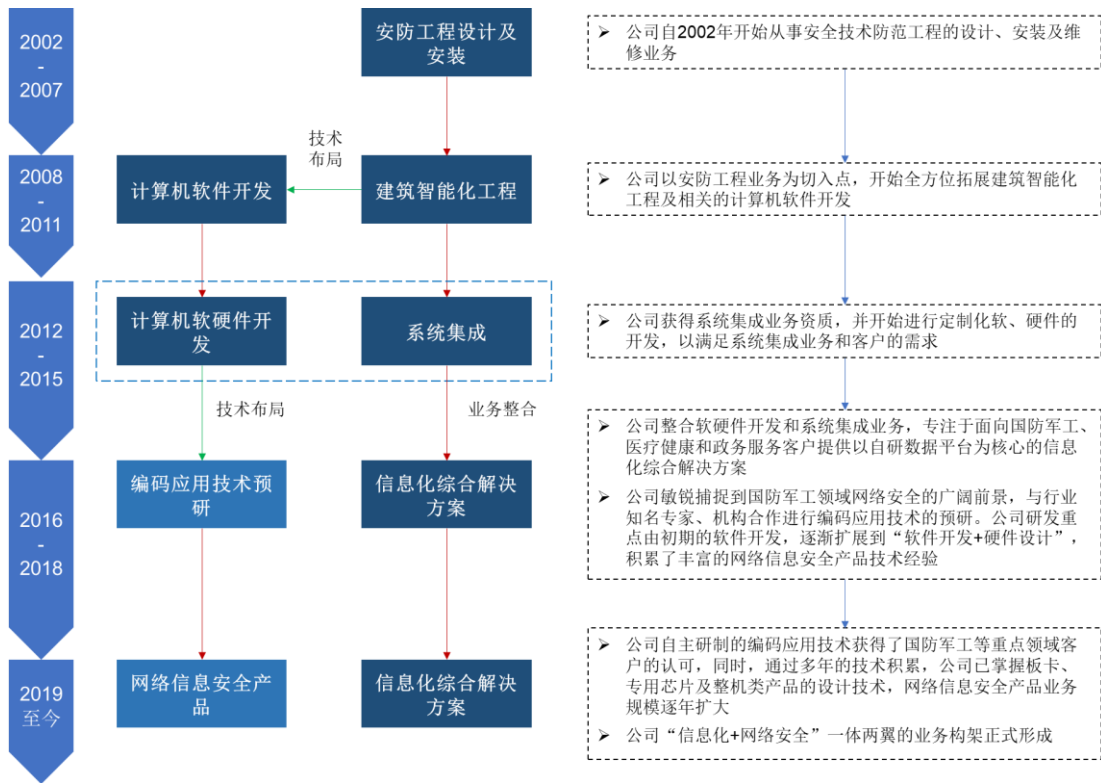 2002
-
2007
安防工程设计及
安装
公司自2002年开始从事安全技术防范工程的设计、安装及维
修业务
2008
-
2011
计算机软件开发
技术
布局
建筑智能化工程
公司以安防工程业务为切入点，开始全方位拓展建筑智能化
工程及相关的计算机软件开发
2012
-
2015
计算机软硬件开
发
系统集成
公司获得系统集成业务资质，并开始进行定制化软、硬件的
开发，以满足系统集成业务和客户的需求
技术布局
业务整合
2016
-
2018
编码应用技术预
研
信息化综合解决
方案
公司整合软硬件开发和系统集成业务，专注于面向国防军工、
医疗健康和政务服务客户提供以自研数据平台为核心的信息
化综合解决方案
公司敏锐捕捉到国防军工领域网络安全的广阔前景，与行业
知名专家、机构合作进行编码应用技术的预研。公司研发重
点由初期的软件开发，逐渐扩展到“软件开发+硬件设计”，
积累了丰富的网络信息安全产品技术经验
2019
至今
网络信息安全产
品
信息化综合解决
方案
公司自主研制的编码应用技术获得了国防军工等重点领域客
户的认可，同时，通过多年的技术积累，公司已掌握板卡、
专用芯片及整机类产品的设计技术，网络信息安全产品业务
规模逐年扩大
公司“信息化+网络安全”一体两翼的业务构架正式形成